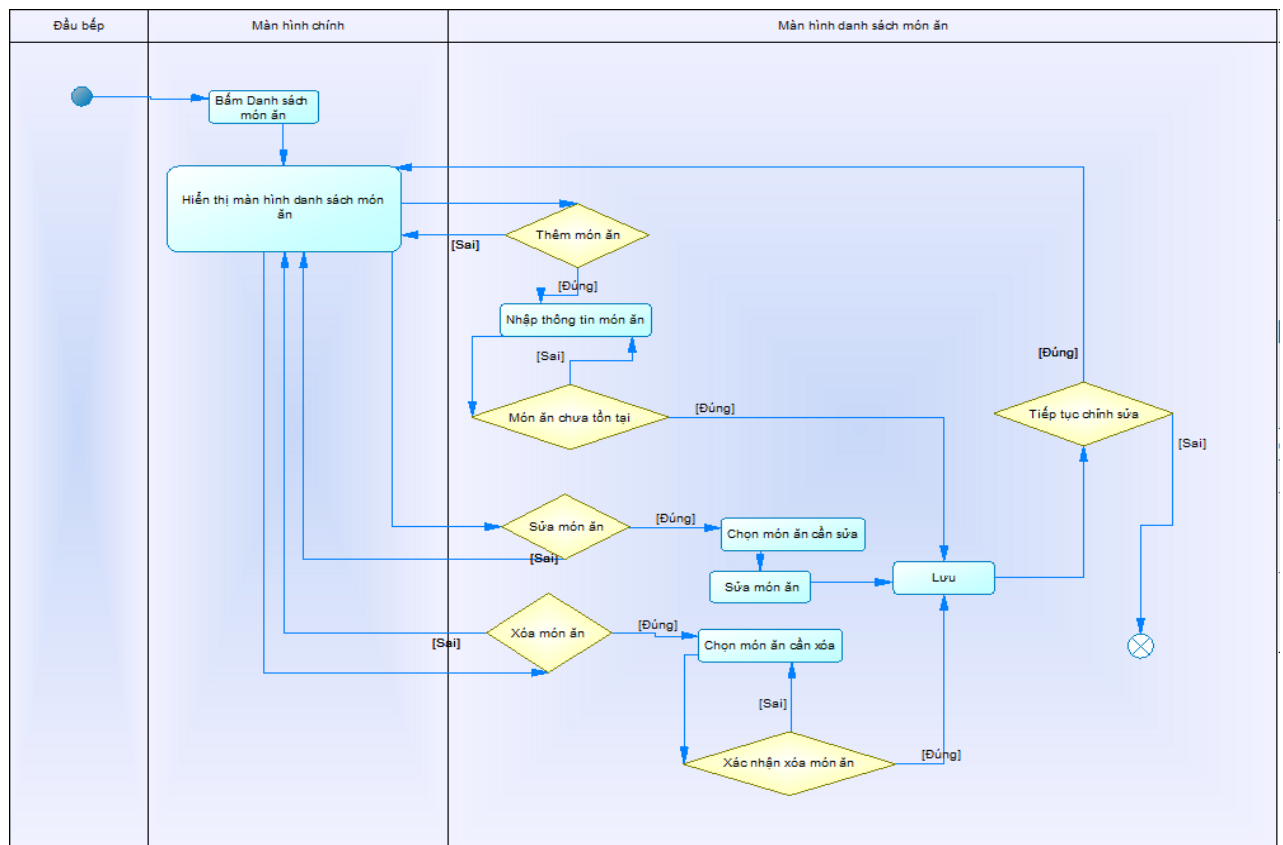 Đầu bếp
Màn hình chính
Màn hình danh sách món ăn
Bấm Danh sách
món ăn
Hiển thị màn hình danh sách món
ăn
Thêm món ăn
[Sai]
[Đúng]
Nhập thông tin món ăn
[Sai]
Món ăn chưa tồn tại
[Đúng]
[Đúng]
Tiếp tục chỉnh sửa
[Sai]
Sửa món ăn
[Đúng]
[Sai]
Chọn món ăn cần sửa
Sửa món ăn
Lưu
Xóa món ăn
[Đúng]
[Sai]
Chọn món ăn cần xóa
[Sai]
Xác nhận xóa món ăn
[Đúng]